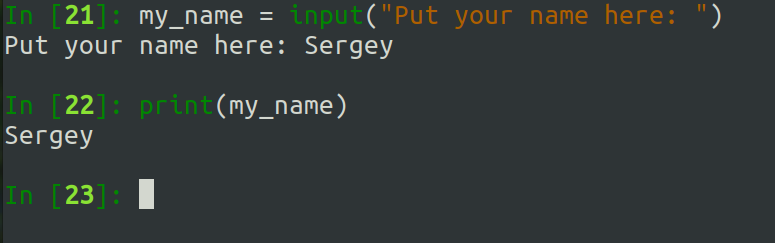 In [21]: my_name = input("Put your name here: ")
Put your name here: Sergey
In [22]: print(my_name)
Sergey
In [23]: